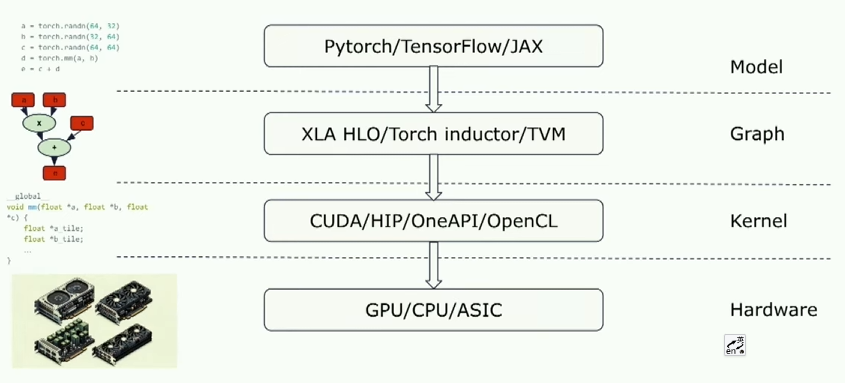 a = torch.randn(64, 32)
b = torch.randn(32, 64)
c = torch.randn(64, 64)
d = torch.mm(a, b)
e = c + d
Pytorch/TensorFlow/JAX
Model
a b
x
c
+
e
XLA HLO/Torch inductor/TVM
Graph
__global__
void mm(float *a, float *b, float
*c) {
float *a_tile;
float *b_tile;
...
}
CUDA/HIP/OneAPI/OpenCL
Kernel
GPU/CPU/ASIC
Hardware
英
en